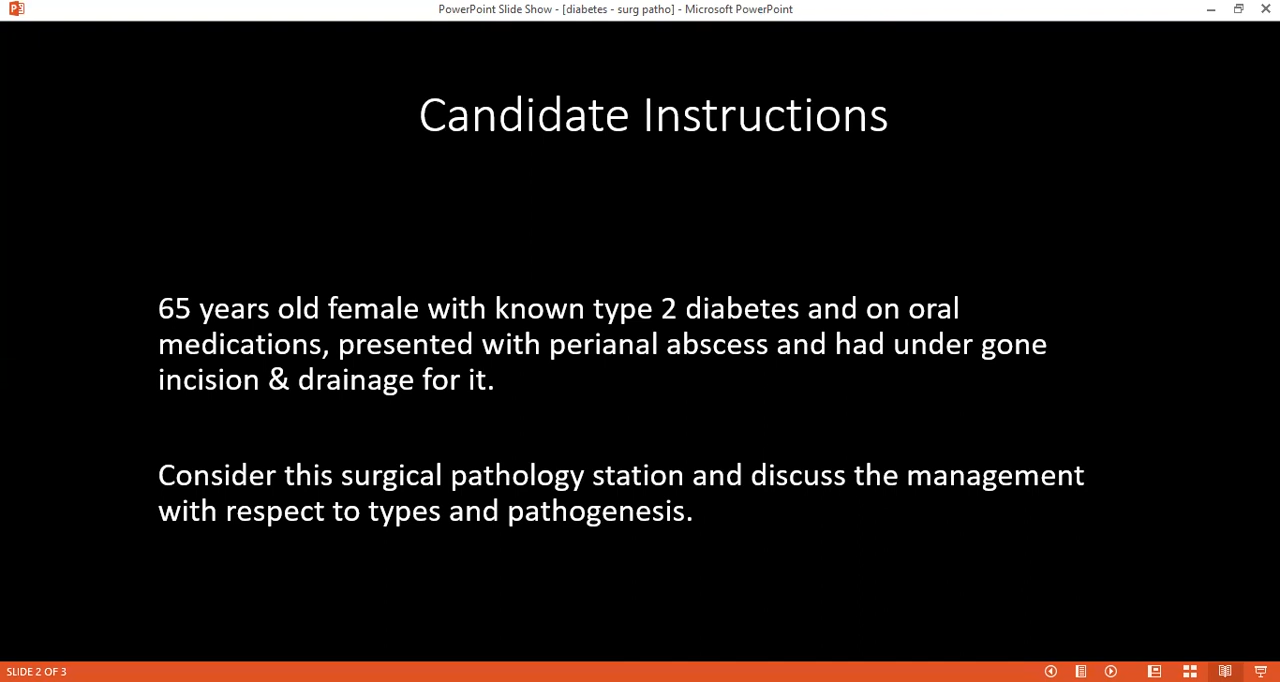 PowerPoint Slide Show - [diabetes - surg patho] - Microsoft PowerPoint
Candidate Instructions
65 years old female with known type 2 diabetes and on oral
medications, presented with perianal abscess and had under gone
incision & drainage for it.
Consider this surgical pathology station and discuss the management
with respect to types and pathogenesis.
SLIDE 2 OF 3